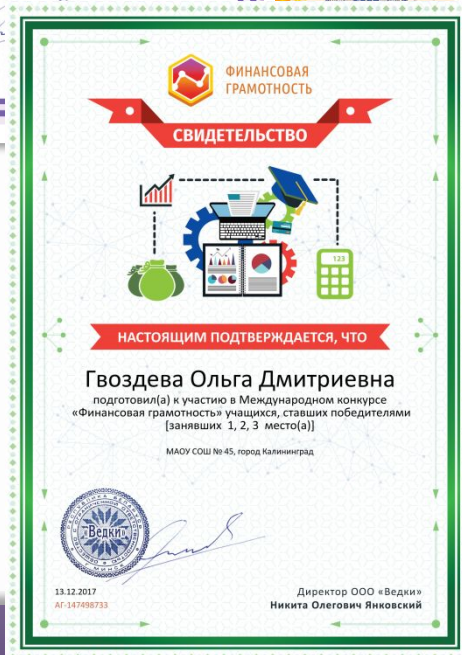 ФИНАНСОВАЯ
ГРАМОТНОСТЬ
СВИДЕТЕЛЬСТВО
123
НАСТОЯЩИМ ПОДТВЕРЖДАЕТСЯ, ЧТО
Гвоздева Ольга Дмитриевна
подготовил(а) к участию в Международном конкурсе
«Финансовая грамотность» учащихся, ставших победителями
[занявших 1, 2, 3 место(а)]
МАОУ СОШ № 45, город Калининград
«Ведки»
13.12.2017
АГ-147498733
Директор ООО «Ведки»
Никита Олегович Янковский